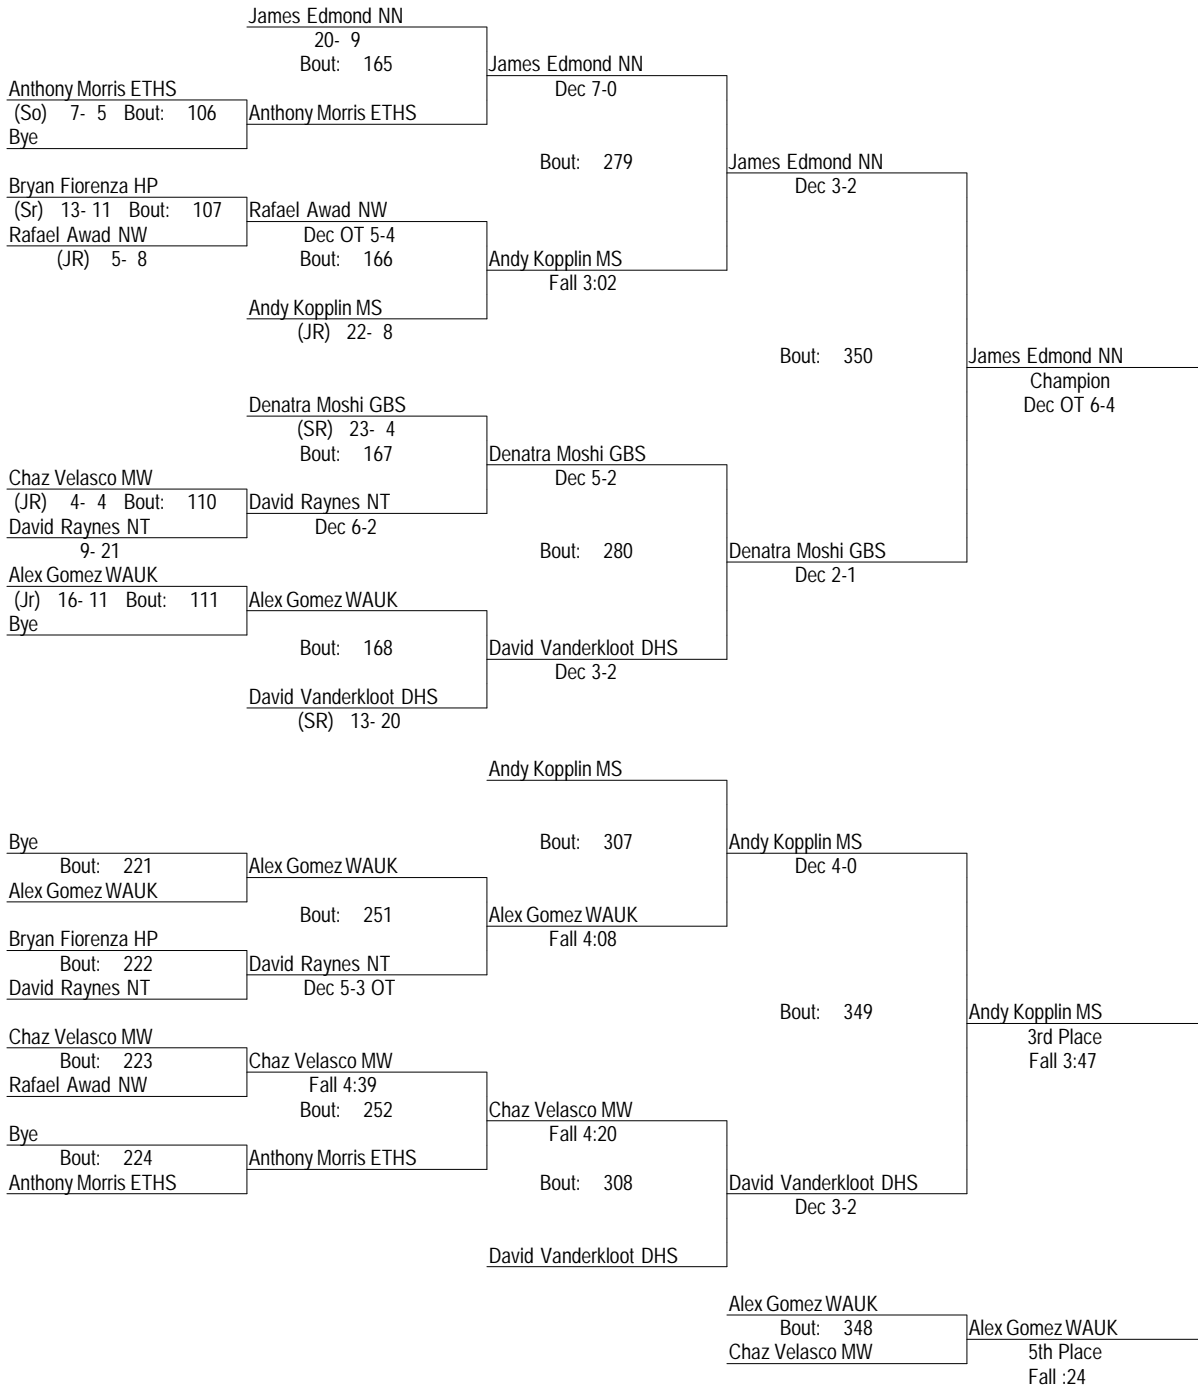 James Edmond NN
20- 9
Bout: 165
James Edmond NN
Dec 7-0
Anthony Morris ETHS
(So) 7- 5 Bout: 106
Anthony Morris ETHS
Bye
Bout: 279
James Edmond NN
Dec 3-2
Bryan Fiorenza HP
(Sr) 13- 11 Bout: 107
Rafael Awad NW
Rafael Awad NW
Dec OT 5-4
(JR) 5- 8
Bout: 166
Andy Kopplin MS
Fall 3:02
Andy Kopplin MS
(JR) 22- 8
Bout: 350
James Edmond NN
Champion
Dec OT 6-4
Denatra Moshi GBS
(SR) 23- 4
Bout: 167
Denatra Moshi GBS
Dec 5-2
Chaz Velasco MW
(JR) 4- 4 Bout: 110
David Raynes NT
David Raynes NT
Dec 6-2
9- 21
Bout: 280
Denatra Moshi GBS
Dec 2-1
Alex Gomez WAUK
(Jr) 16- 11 Bout: 111
Alex Gomez WAUK
Bye
Bout: 168
David Vanderkloot DHS
Dec 3-2
David Vanderkloot DHS
(SR) 13- 20
Andy Kopplin MS
Bye
Bout: 221
Alex Gomez WAUK
Alex Gomez WAUK
Bout: 307
Andy Kopplin MS
Dec 4-0
Bout: 251
Alex Gomez WAUK
Fall 4:08
Bryan Fiorenza HP
Bout: 222
David Raynes NT
David Raynes NT
Dec 5-3 OT
Bout: 349
Andy Kopplin MS
3rd Place
Fall 3:47
Chaz Velasco MW
Bout: 223
Chaz Velasco MW
Rafael Awad NW
Fall 4:39
Bout: 252
Chaz Velasco MW
Fall 4:20
Bye
Bout: 224
Anthony Morris ETHS
Anthony Morris ETHS
Bout: 308
David Vanderkloot DHS
Dec 3-2
David Vanderkloot DHS
Alex Gomez WAUK
Bout: 348
Alex Gomez WAUK
Chaz Velasco MW
5th Place
Fall :24